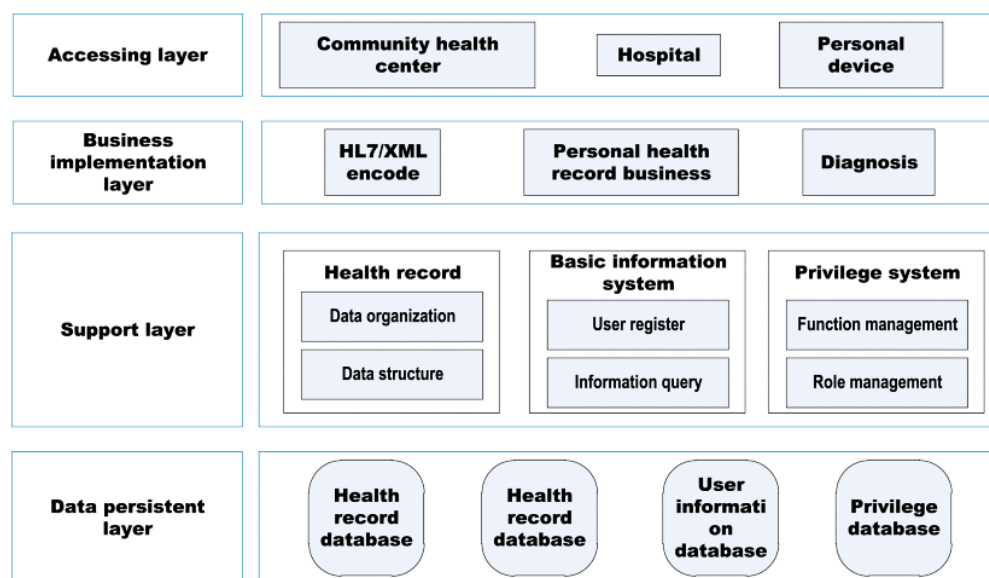 Accessing layer
Community health
center
Hospital
Personal
device
Business
implementation
layer
HL7/XML
encode
Personal health
record business
Diagnosis
Support layer
Health record
Data organization
Data structure
Basic information
system
User register
Information query
Privilege system
Function management
Role management
Data persistent
layer
Health
record
database
Health
record
database
User
informati
on
database
Privilege
database